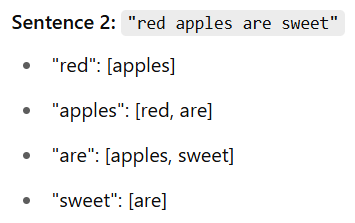 Sentence 2: "red apples are sweet"
"red": [apples]
"apples": [red, are]
"are": [apples, sweet]
"sweet": [are]